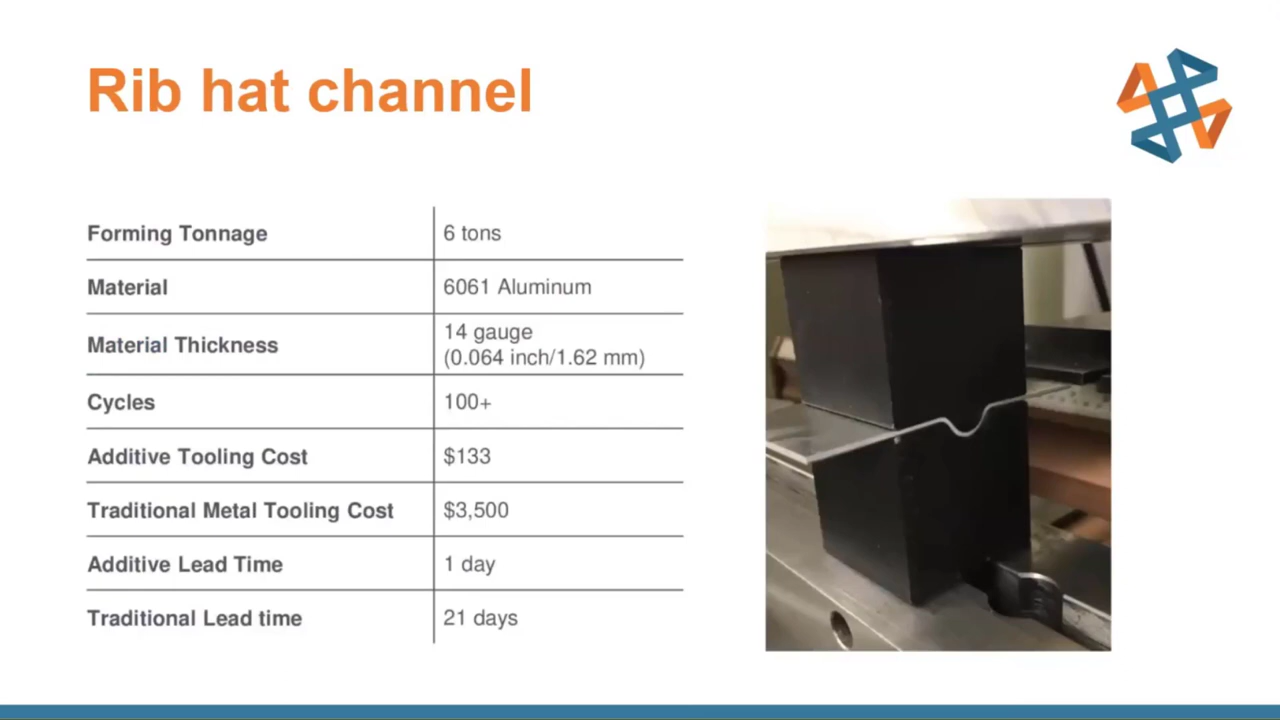 Rib hat channel
Forming Tonnage 6 tons
Material 6061 Aluminum
Material Thickness 14 gauge
(0.064 inch/1.62 mm)
Cycles 100+
Additive Tooling Cost $133
Traditional Metal Tooling Cost $3,500
Additive Lead Time 1 day
Traditional Lead time 21 days